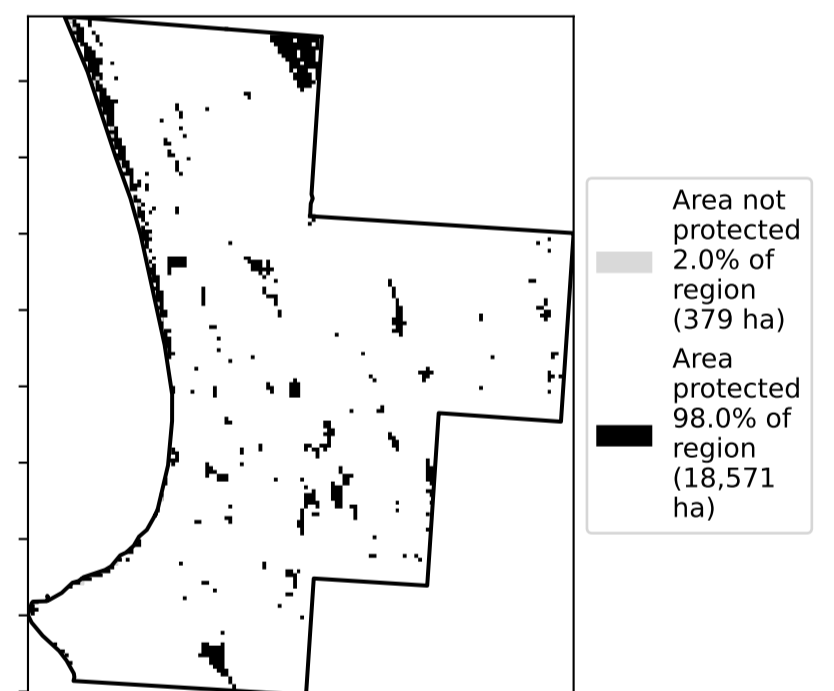 Area not
protected
2.0% of
region
(379 ha)
Area
protected
98.0% of
region
(18,571
ha)